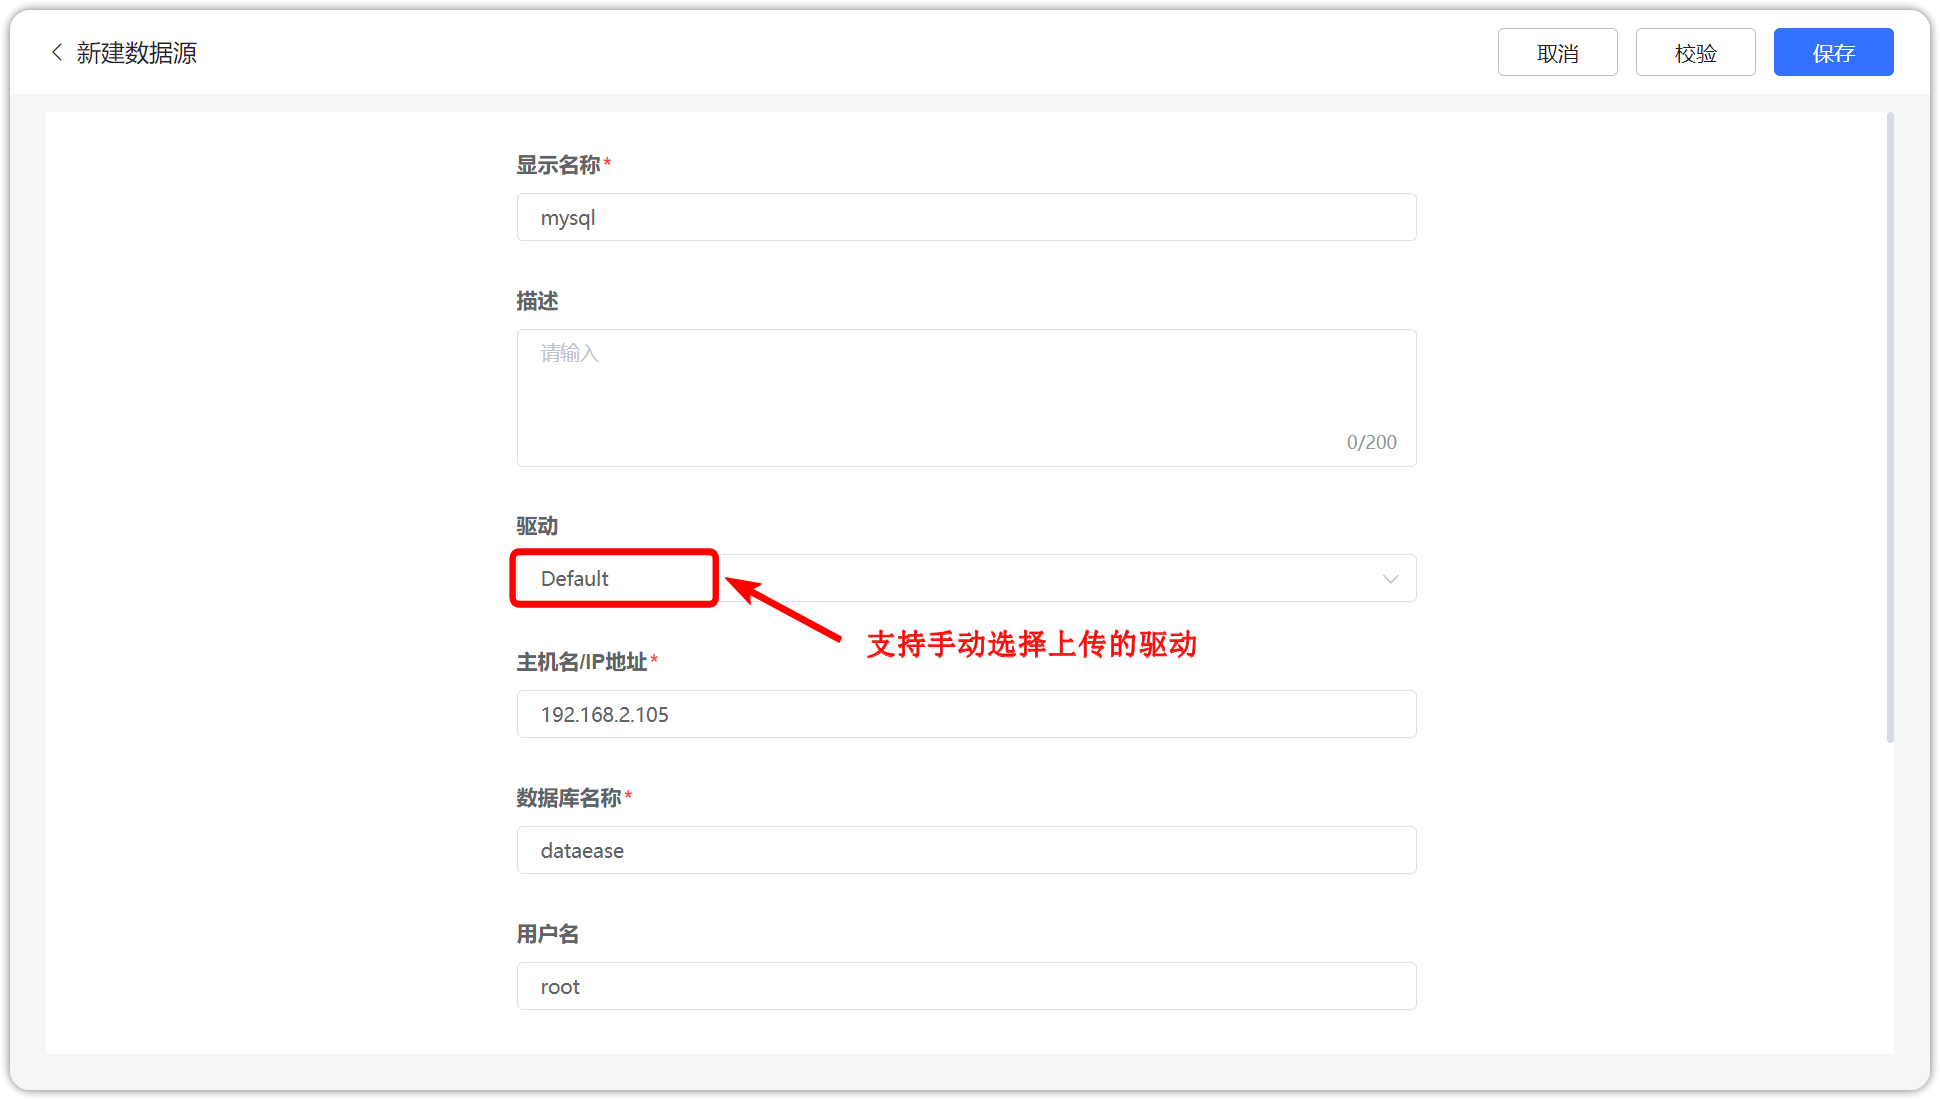 新建数据源
取消
校验
保存
显示名称*
mysql
描述
请输入
0/200
驱动
Default
支持手动选择上传的驱动
主机名/IP地址*
192.168.2.105
数据库名称*
dataease
用户名
root